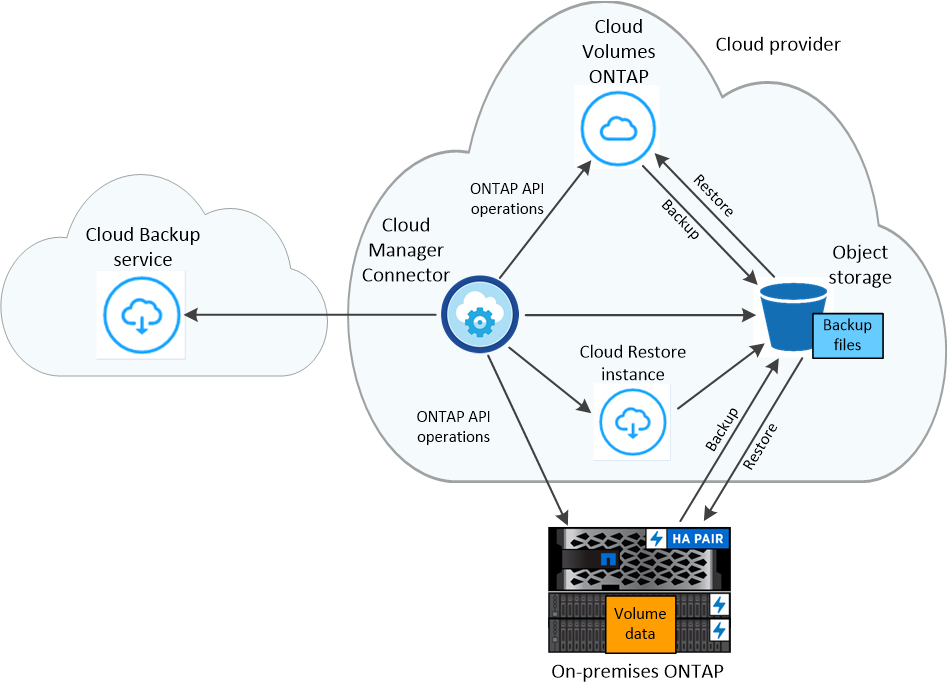 Cloud
Volumes
ONTAP
Cloud provider
ONTAP API
operations
Restore
Backup
Cloud Backup
service
Cloud
Manager
Connector
Object
storage
Backup
files
Cloud Restore
instance
ONTAP API
operations
Backup
Restore
HA PAIR
Volume
data
On-premises ONTAP